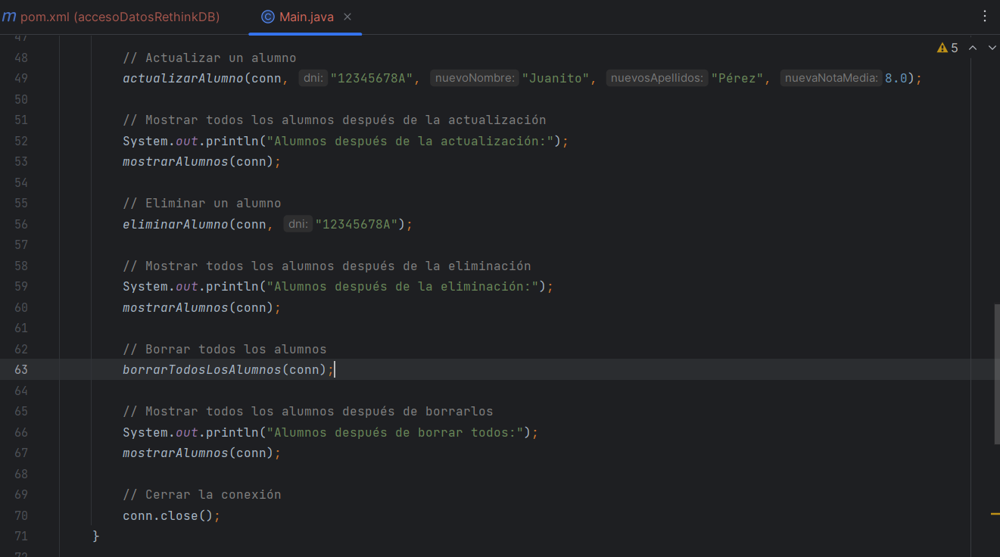 m pom.xml (accesoDatosRethinkDB) © Main.java ×
47
5
48 // Actualizar un alumno
49 actualizarAlumno(conn, dni: "12345678A", nuevoNombre: "Juanito", nuevosApellidos: "Pérez", nuevaNotaMedia: 8.0);
50
51 // Mostrar todos los alumnos después de la actualización
52 System.out.println("Alumnos después de la actualización:");
53 mostrarAlumnos(conn);
54
55 // Eliminar un alumno
56 eliminarAlumno(conn, dni: "12345678A");
57
58 // Mostrar todos los alumnos después de la eliminación
59 System.out.println("Alumnos después de la eliminación:");
60 mostrarAlumnos(conn);
61
62 // Borrar todos los alumnos
63 borrarTodosLosAlumnos(conn);
64
65 // Mostrar todos los alumnos después de borrarlos
66 System.out.println("Alumnos después de borrar todos:");
67 mostrarAlumnos(conn);
68
69 // Cerrar la conexión
70 conn.close();
71 }
72